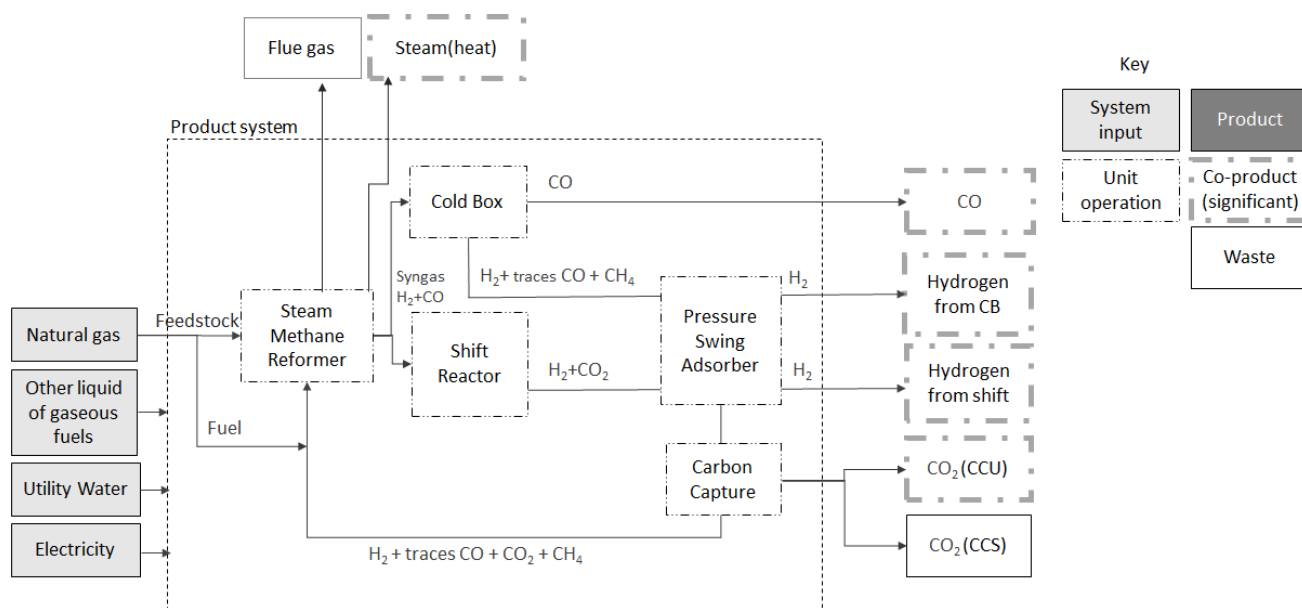 Flue gas
Steam(heat)
Key
System
input
Product
Unit
operation
Co-product
(significant)
Waste
Product system
Cold Box
CO
CO
H₂+ traces CO + CH₄
Syngas
H₂+CO
Steam
Methane
Reformer
Feedstock
Natural gas
Other liquid
of gaseous
fuels
Fuel
Utility Water
Electricity
Shift
Reactor
H₂+CO₂
Pressure
Swing
Adsorber
H₂
Hydrogen
from CB
H₂
Hydrogen
from shift
Carbon
Capture
CO₂ (CCU)
CO₂ (CCS)
H₂ + traces CO + CO₂ + CH₄